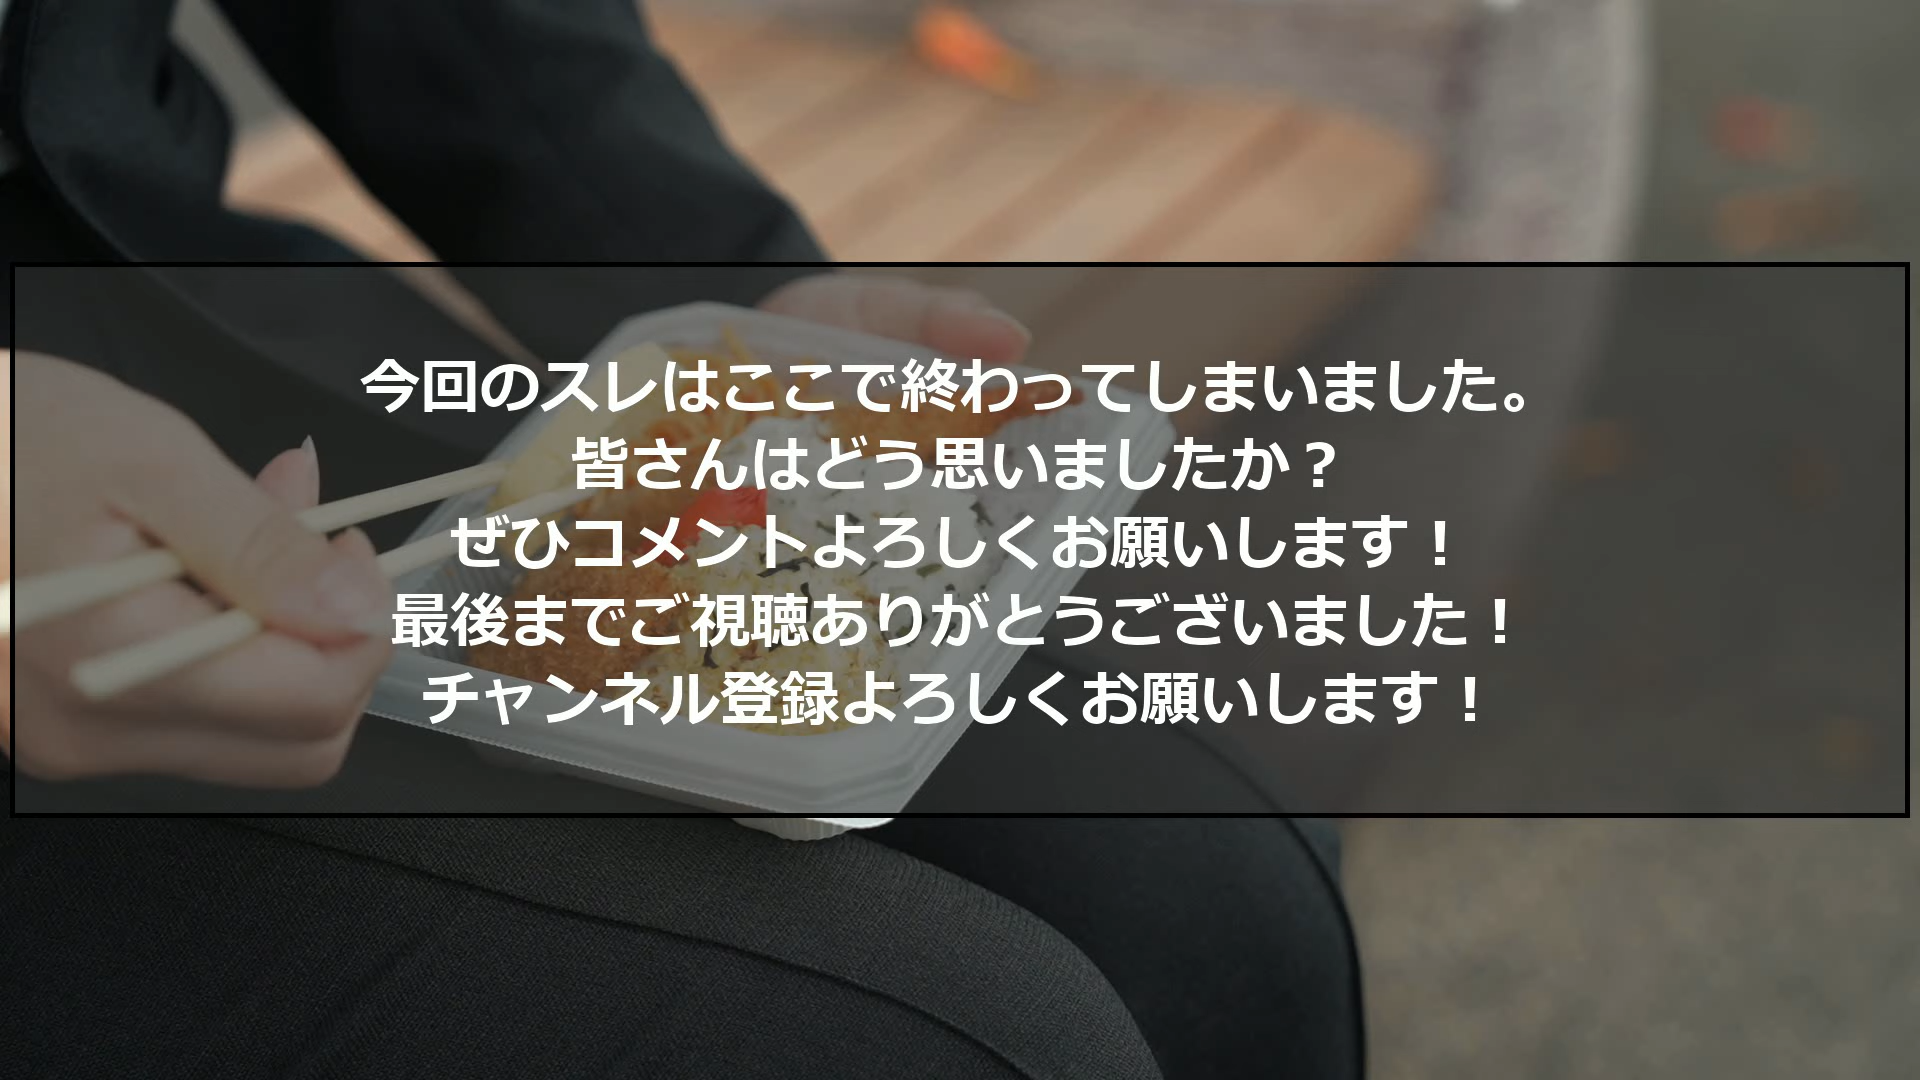 今回のスレはここで終わってしまいました。
皆さんはどう思いましたか？
ぜひコメントよろしくお願いします！
最後までご視聴ありがとうございました！
チャンネル登録よろしくお願いします！